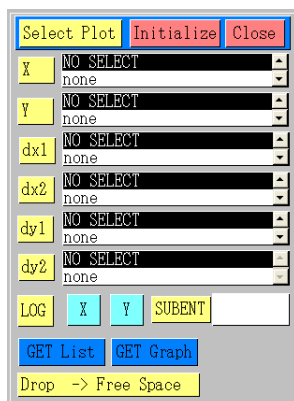 Select Plot Initialize Close
X NO SELECT
none
Y NO SELECT
none
dx1 NO SELECT
none
dx2 NO SELECT
none
dy1 NO SELECT
none
dy2 NO SELECT
none
LOG X Y SUBENT
GET List GET Graph
Drop -> Free Space